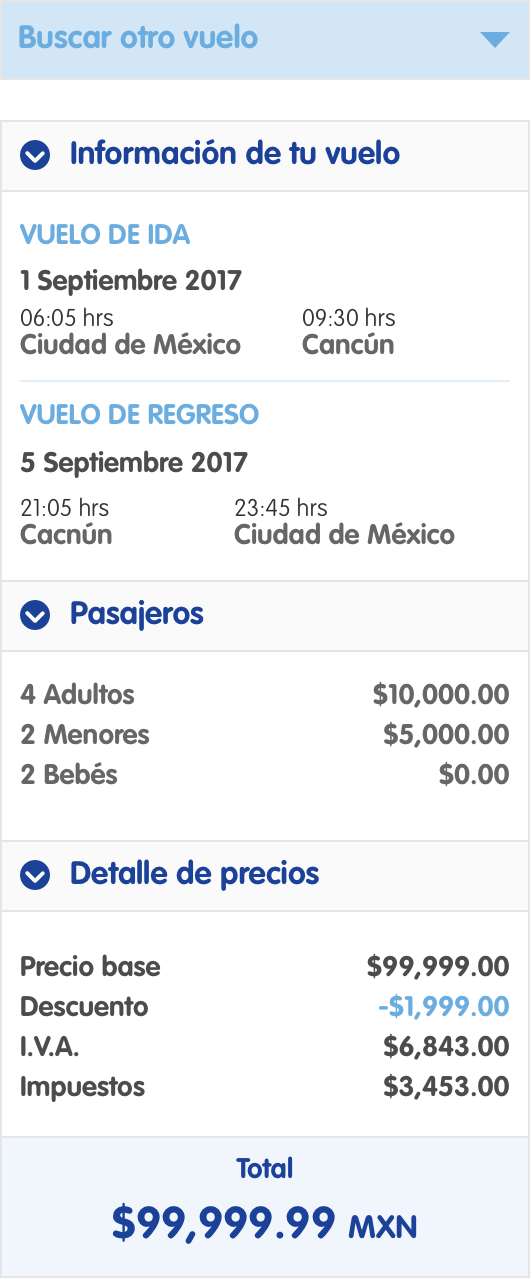 Buscar otro vuelo
Información de tu vuelo
VUELO DE IDA
1 Septiembre 2017
06:05 hrs 09:30 hrs
Ciudad de México Cancún
VUELO DE REGRESO
5 Septiembre 2017
21:05 hrs 23:45 hrs
Cacnún Ciudad de México
Pasajeros
4 Adultos $10,000.00
2 Menores $5,000.00
2 Bebés $0.00
Detalle de precios
Precio base $99,999.00
Descuento -$1,999.00
I.V.A. $6,843.00
Impuestos $3,453.00
Total
$99,999.99 MXN